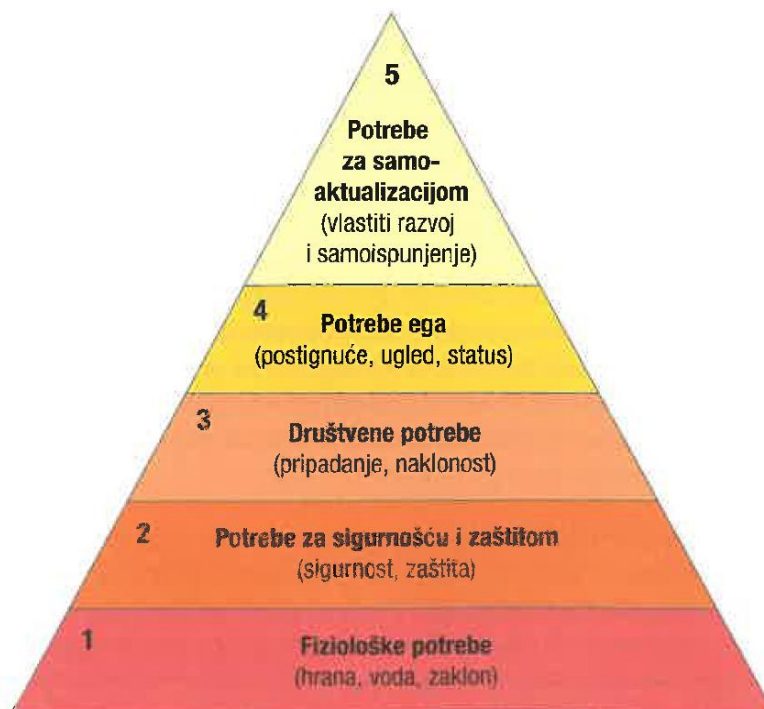 5
Potrebe
za samo-
aktualizacijom
(vlastiti razvoj
i samoispunjenje)
4
Potrebe ega
(postignuće, ugled, status)
3
Društvene potrebe
(pripadanje, naklonost)
2
Potrebe za sigurnošću i zaštitom
(sigurnost, zaštita)
1
Fiziološke potrebe
(hrana, voda, zaklon)